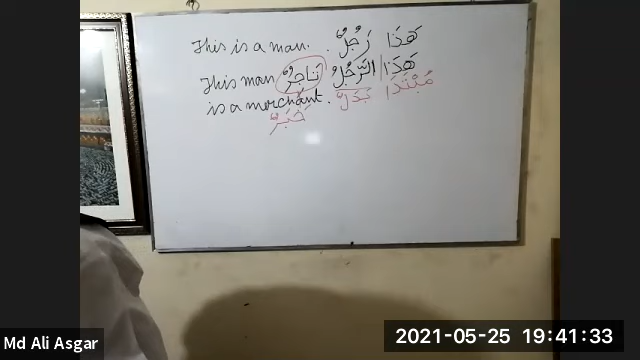 This is a man. هَذَا رَجُلٌ.
This man هَذَا الرَّجُلُ تَاجِرٌ
is a merchant. مُبْتَدَا بَدَلٌ
خَبَرٌ
Md Ali Asgar
2021-05-25 19:41:33